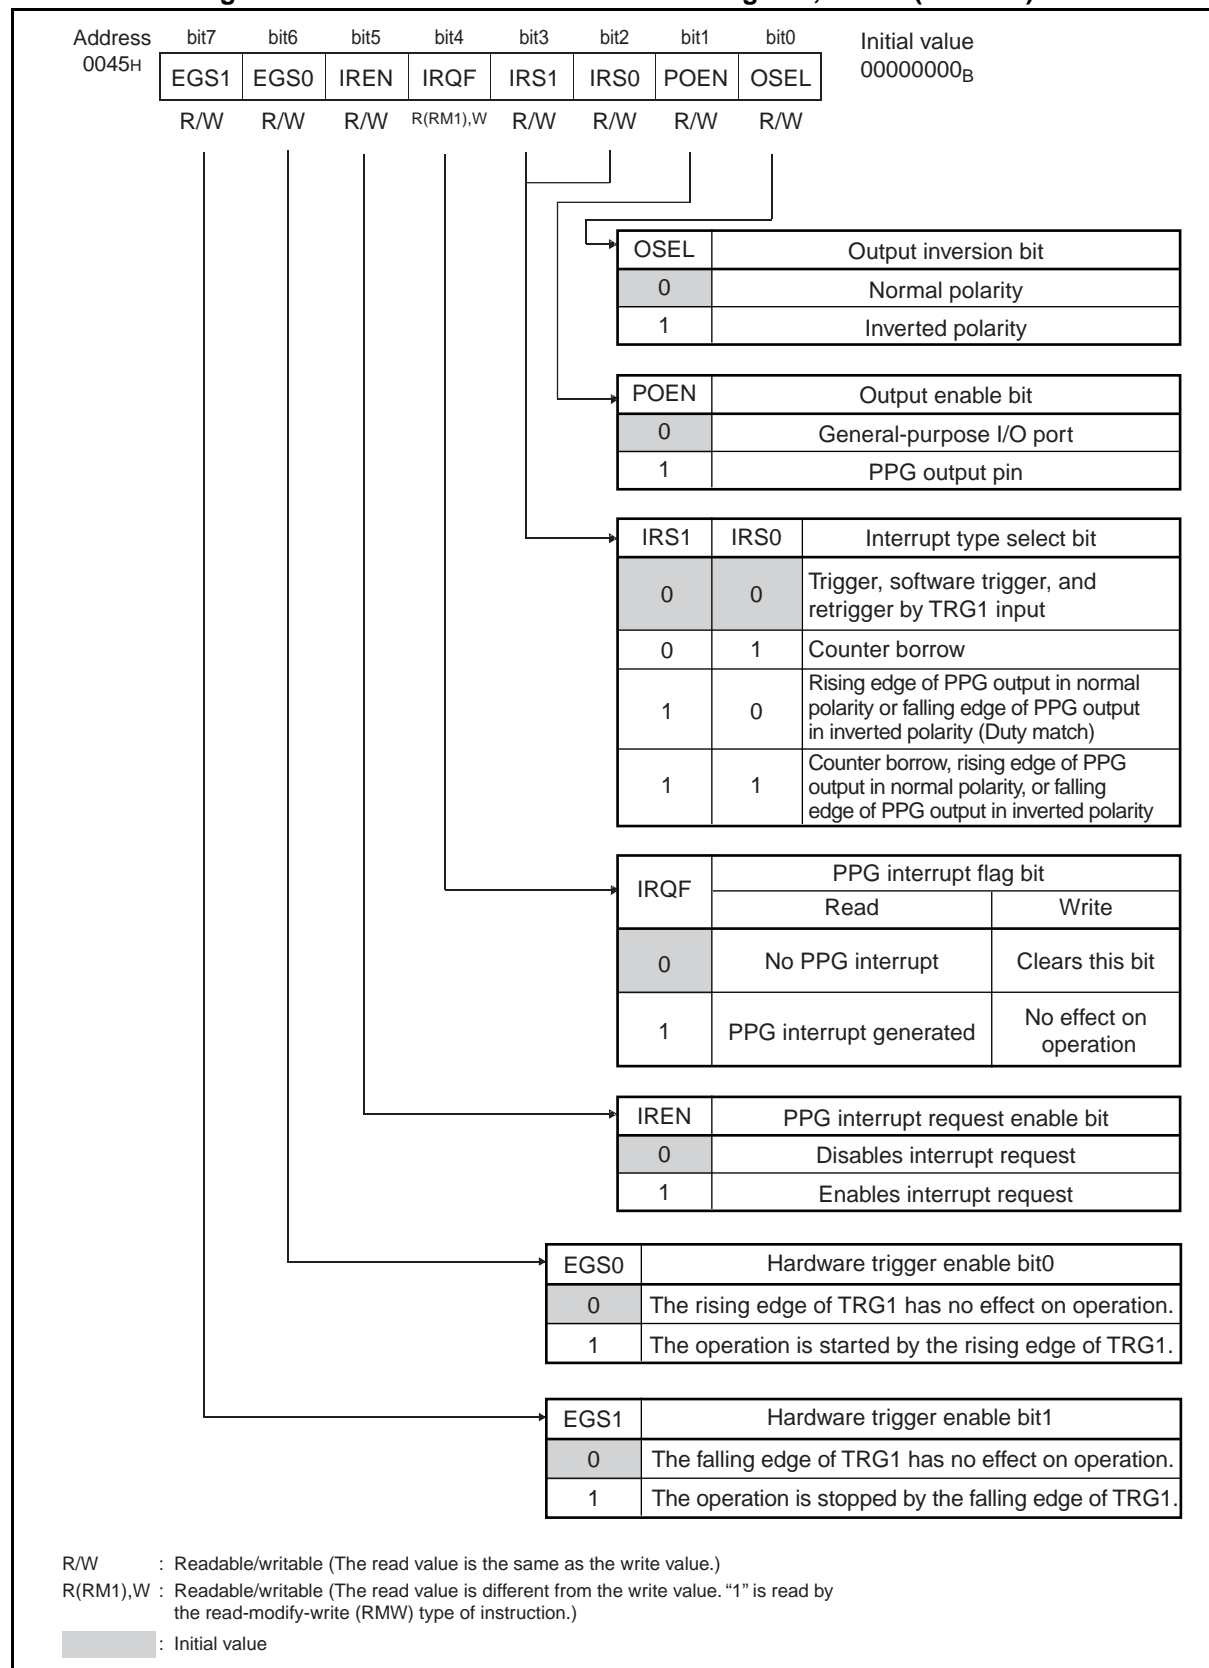 Address bit7 bit6 bit5 bit4 bit3 bit2 bit1 bit0 Initial value
0045H EGS1 EGS0 IREN IRQF IRS1 IRS0 POEN OSEL 00000000B
R/W R/W R/W R(RM1),W R/W R/W R/W R/W
OSEL Output inversion bit
0 Normal polarity
1 Inverted polarity
POEN Output enable bit
0 General-purpose I/O port
1 PPG output pin
IRS1 IRS0 Interrupt type select bit
0 0 Trigger, software trigger, and
retrigger by TRG1 input
0 1 Counter borrow
1 0 Rising edge of PPG output in normal
polarity or falling edge of PPG output
in inverted polarity (Duty match)
1 1 Counter borrow, rising edge of PPG
output in normal polarity, or falling
edge of PPG output in inverted polarity
IRQF PPG interrupt flag bit
Read Write
0 No PPG interrupt Clears this bit
1 PPG interrupt generated No effect on
operation
IREN PPG interrupt request enable bit
0 Disables interrupt request
1 Enables interrupt request
EGS0 Hardware trigger enable bit0
0 The rising edge of TRG1 has no effect on operation.
1 The operation is started by the rising edge of TRG1.
EGS1 Hardware trigger enable bit1
0 The falling edge of TRG1 has no effect on operation.
1 The operation is stopped by the falling edge of TRG1.
R/W : Readable/writable (The read value is the same as the write value.)
R(RM1),W : Readable/writable (The read value is different from the write value. “1” is read by
the read-modify-write (RMW) type of instruction.)
: Initial value